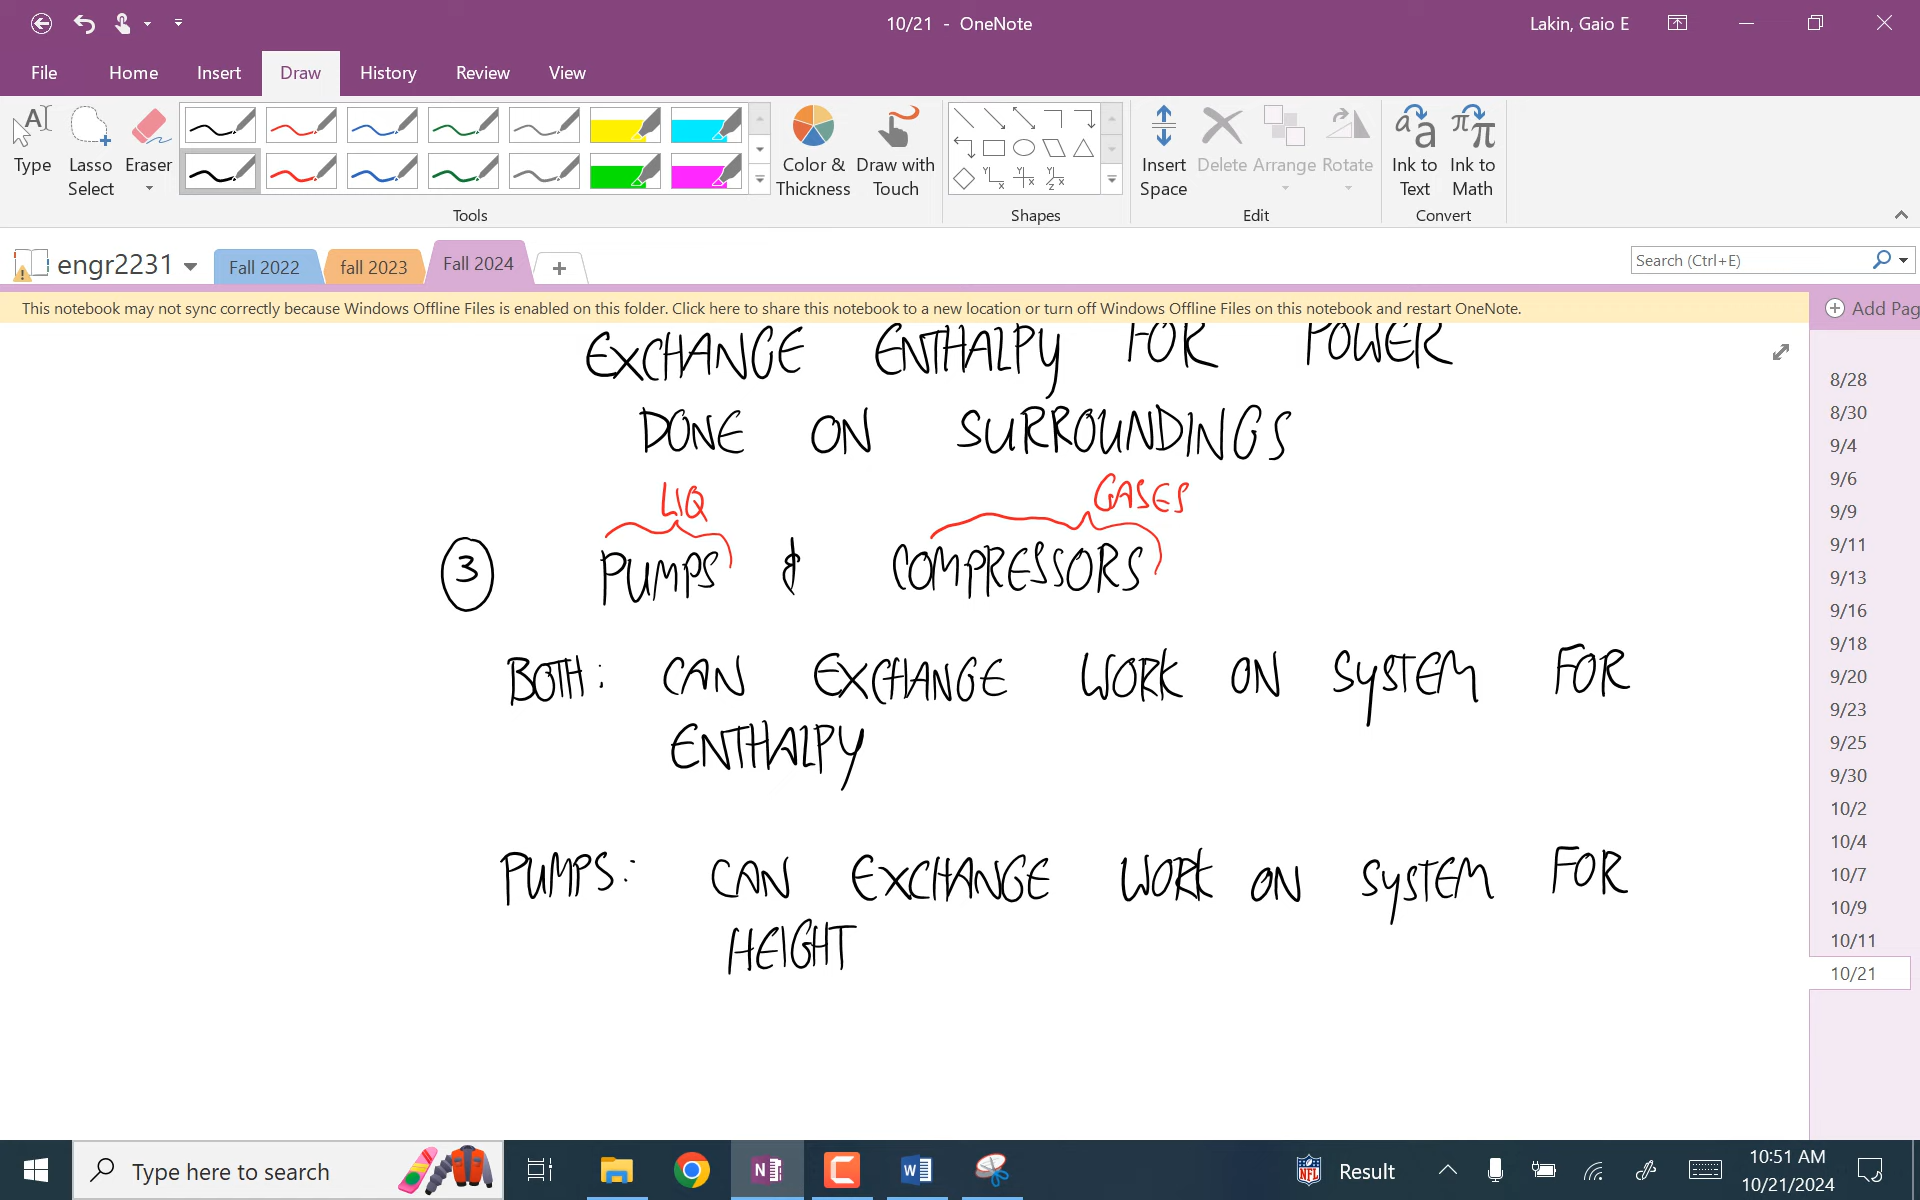 10/21 - OneNote
Lakin, Gaio E
File Home Insert Draw History Review View
Type
Lasso Select
Eraser
Color & Thickness
Draw with Touch
Insert Space
Delete
Arrange
Rotate
Ink to Text
Ink to Math
Tools
Shapes
Edit
Convert
engr2231
Fall 2022
fall 2023
Fall 2024
Search (Ctrl+E)
This notebook may not sync correctly because Windows Offline Files is enabled on this folder. Click here to share this notebook to a new location or turn off Windows Offline Files on this notebook and restart OneNote.
Add Pag
EXCHANGE ENTHALPY FOR POWER
DONE ON SURROUNDINGS
LIQ GASES
3 PUMPS & COMPRESSORS
BOTH: CAN EXCHANGE WORK ON SYSTEM FOR
ENTHALPY
PUMPS: CAN EXCHANGE WORK ON SYSTEM FOR
HEIGHT
8/28
8/30
9/4
9/6
9/9
9/11
9/13
9/16
9/18
9/20
9/23
9/25
9/30
10/2
10/4
10/7
10/9
10/11
10/21
Type here to search
Result
10:51 AM
10/21/2024